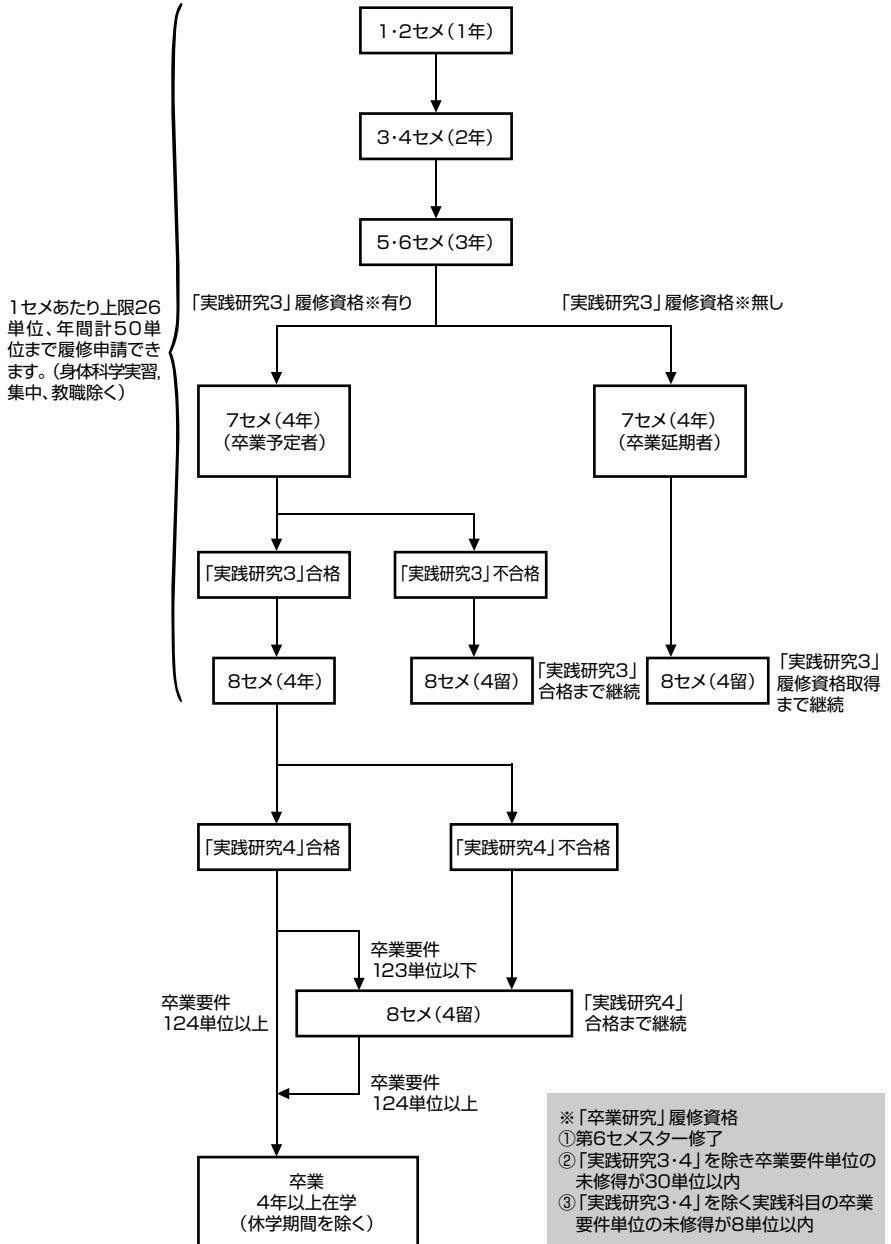 1・2セメ（1年）
3・4セメ（2年）
5・6セメ（3年）
1セメあたり上限26
単位、年間計50単
位まで履修申請でき
ます。（身体科学実習,
集中、教職除く）
「実践研究3」履修資格※有り
「実践研究3」履修資格※無し
7セメ（4年）
（卒業予定者）
7セメ（4年）
（卒業延期者）
「実践研究3」合格
「実践研究3」不合格
8セメ（4年）
8セメ（4留）
「実践研究3」
合格まで継続
8セメ（4留）
「実践研究3」
履修資格取得
まで継続
「実践研究4」合格
「実践研究4」不合格
卒業要件
123単位以下
卒業要件
124単位以上
8セメ（4留）
「実践研究4」
合格まで継続
卒業要件
124単位以上
卒業
4年以上在学
（休学期間を除く）
※「卒業研究」履修資格
①第6セメスター修了
②「実践研究3・4」を除き卒業要件単位の
未修得が30単位以内
③「実践研究3・4」を除く実践科目の卒業
要件単位の未修得が8単位以内